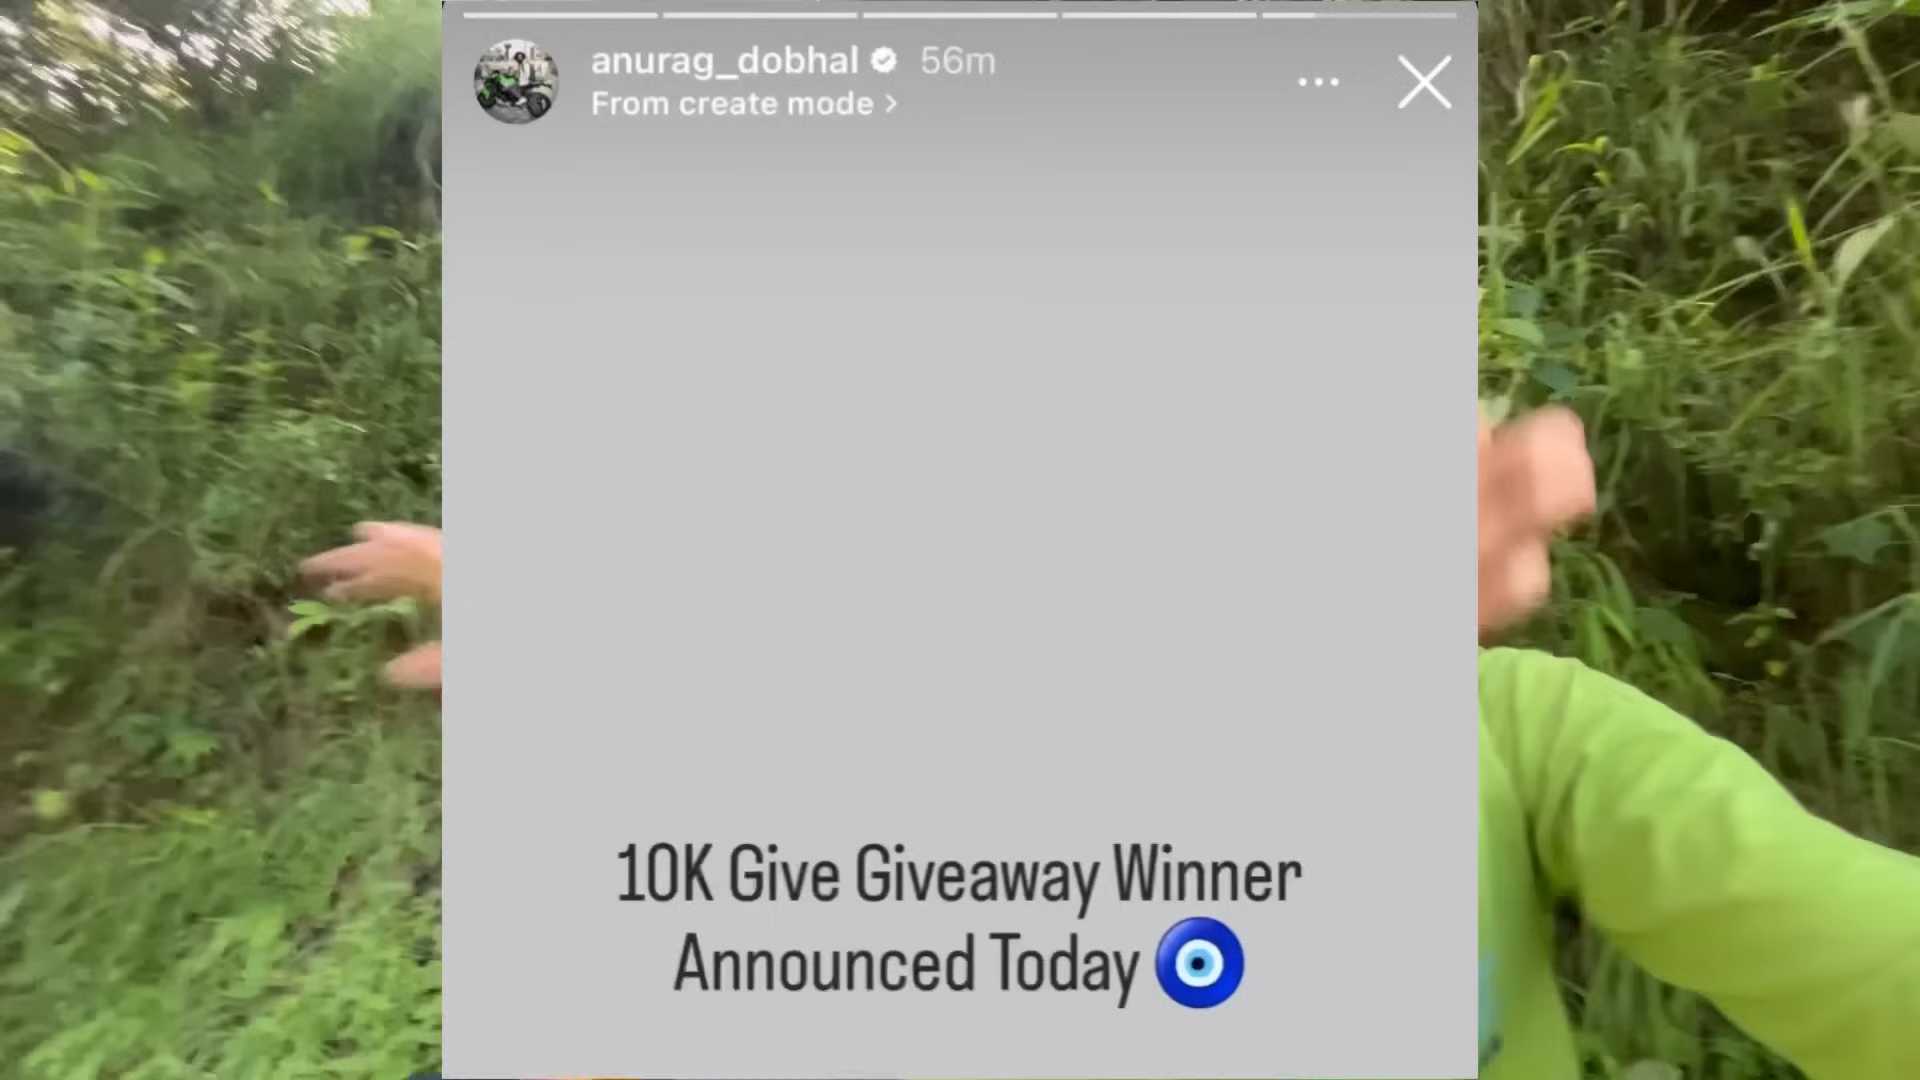 anurag_dobhal 56m
From create mode >
10K Give Giveaway Winner
Announced Today 🧿